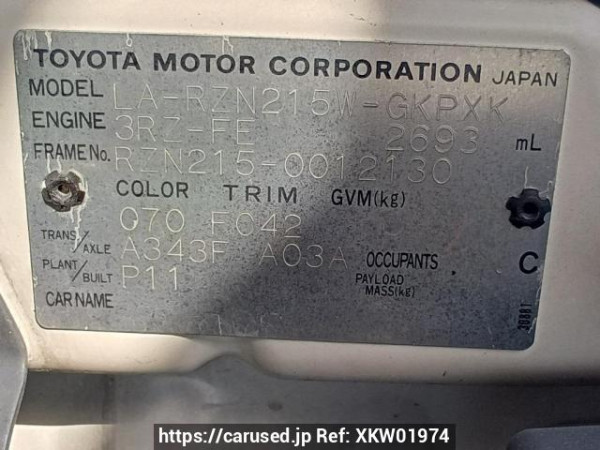 TOYOTA MOTOR CORPORATION JAPAN
MODEL LA-RZN215W-GKPXK
ENGINE 3RZ-FE 2693 mL
FRAME No. RZN215-0012130
COLOR TRIM GVM(kg)
070 FC42
TRANS/AXLE A343F A03A OCCUPANTS C
PLANT/BUILT P11 PAYLOAD MASS(kg)
CAR NAME
https://carused.jp Ref: XKW01974